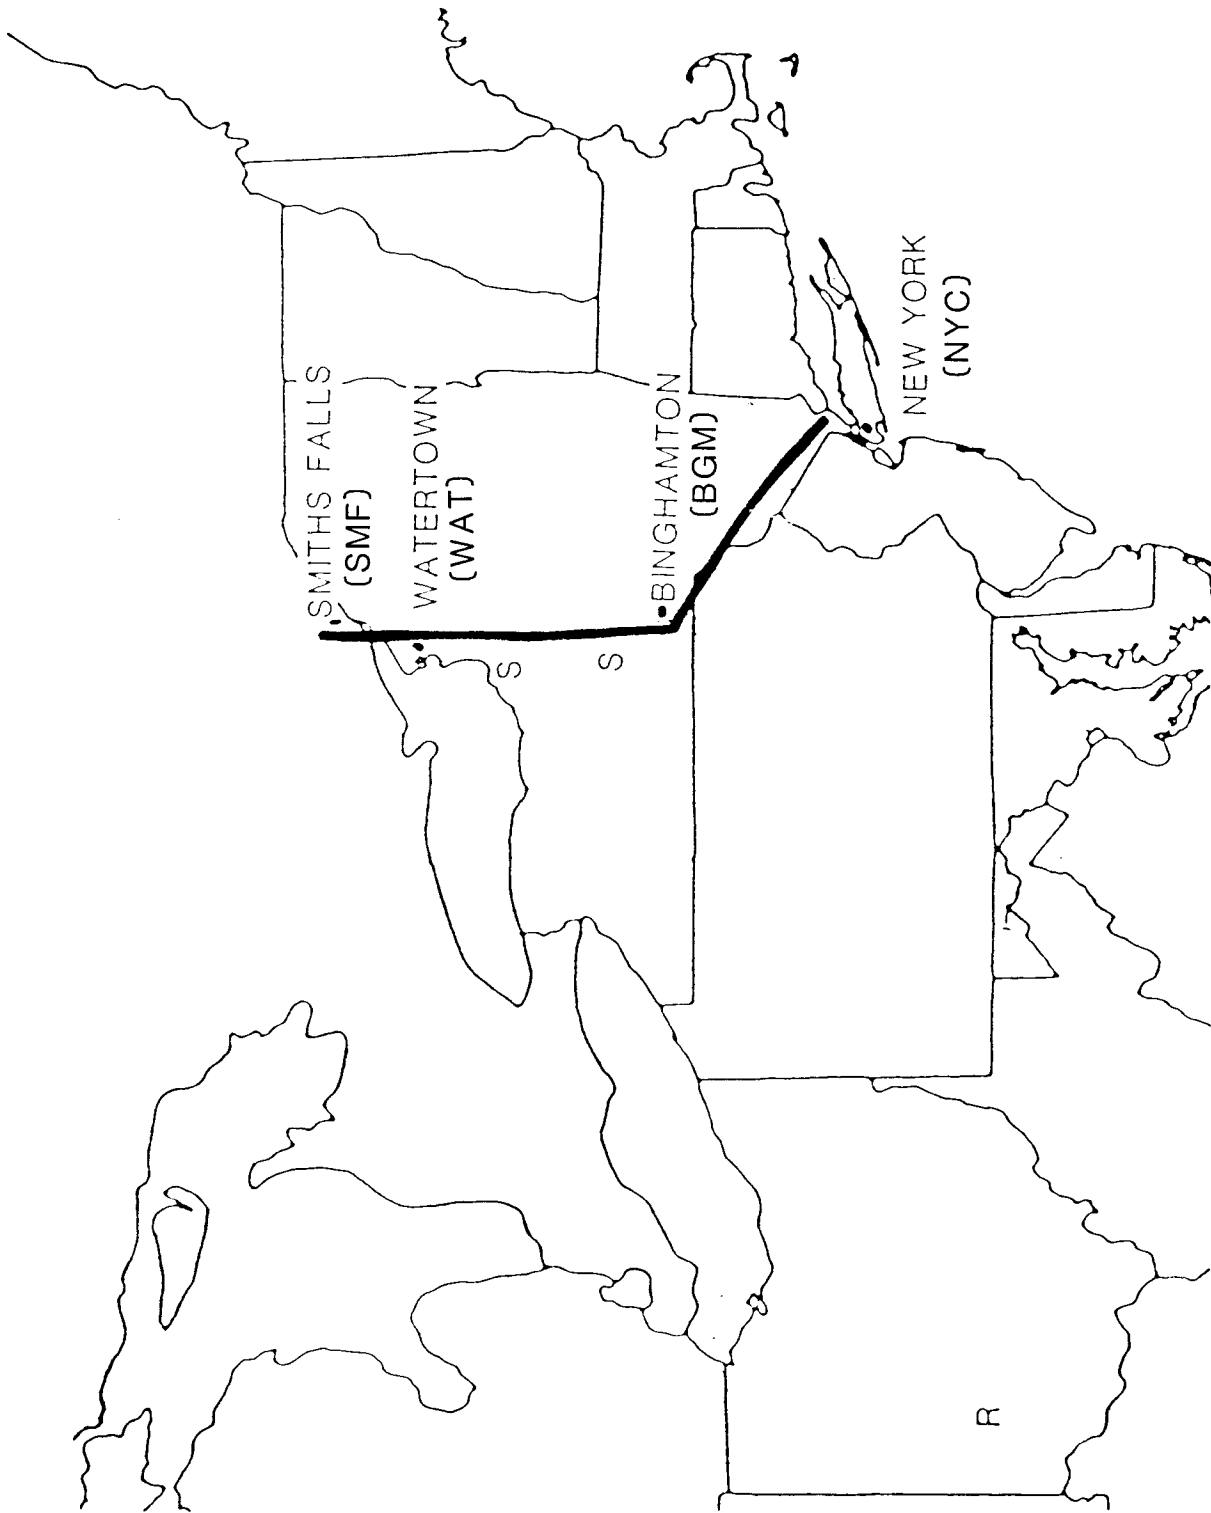 SMITHS FALLS
(SMF)
WATERTOWN
(WAT)
S
S
BINGHAMTON
(BGM)
NEW YORK
(NYC)
R